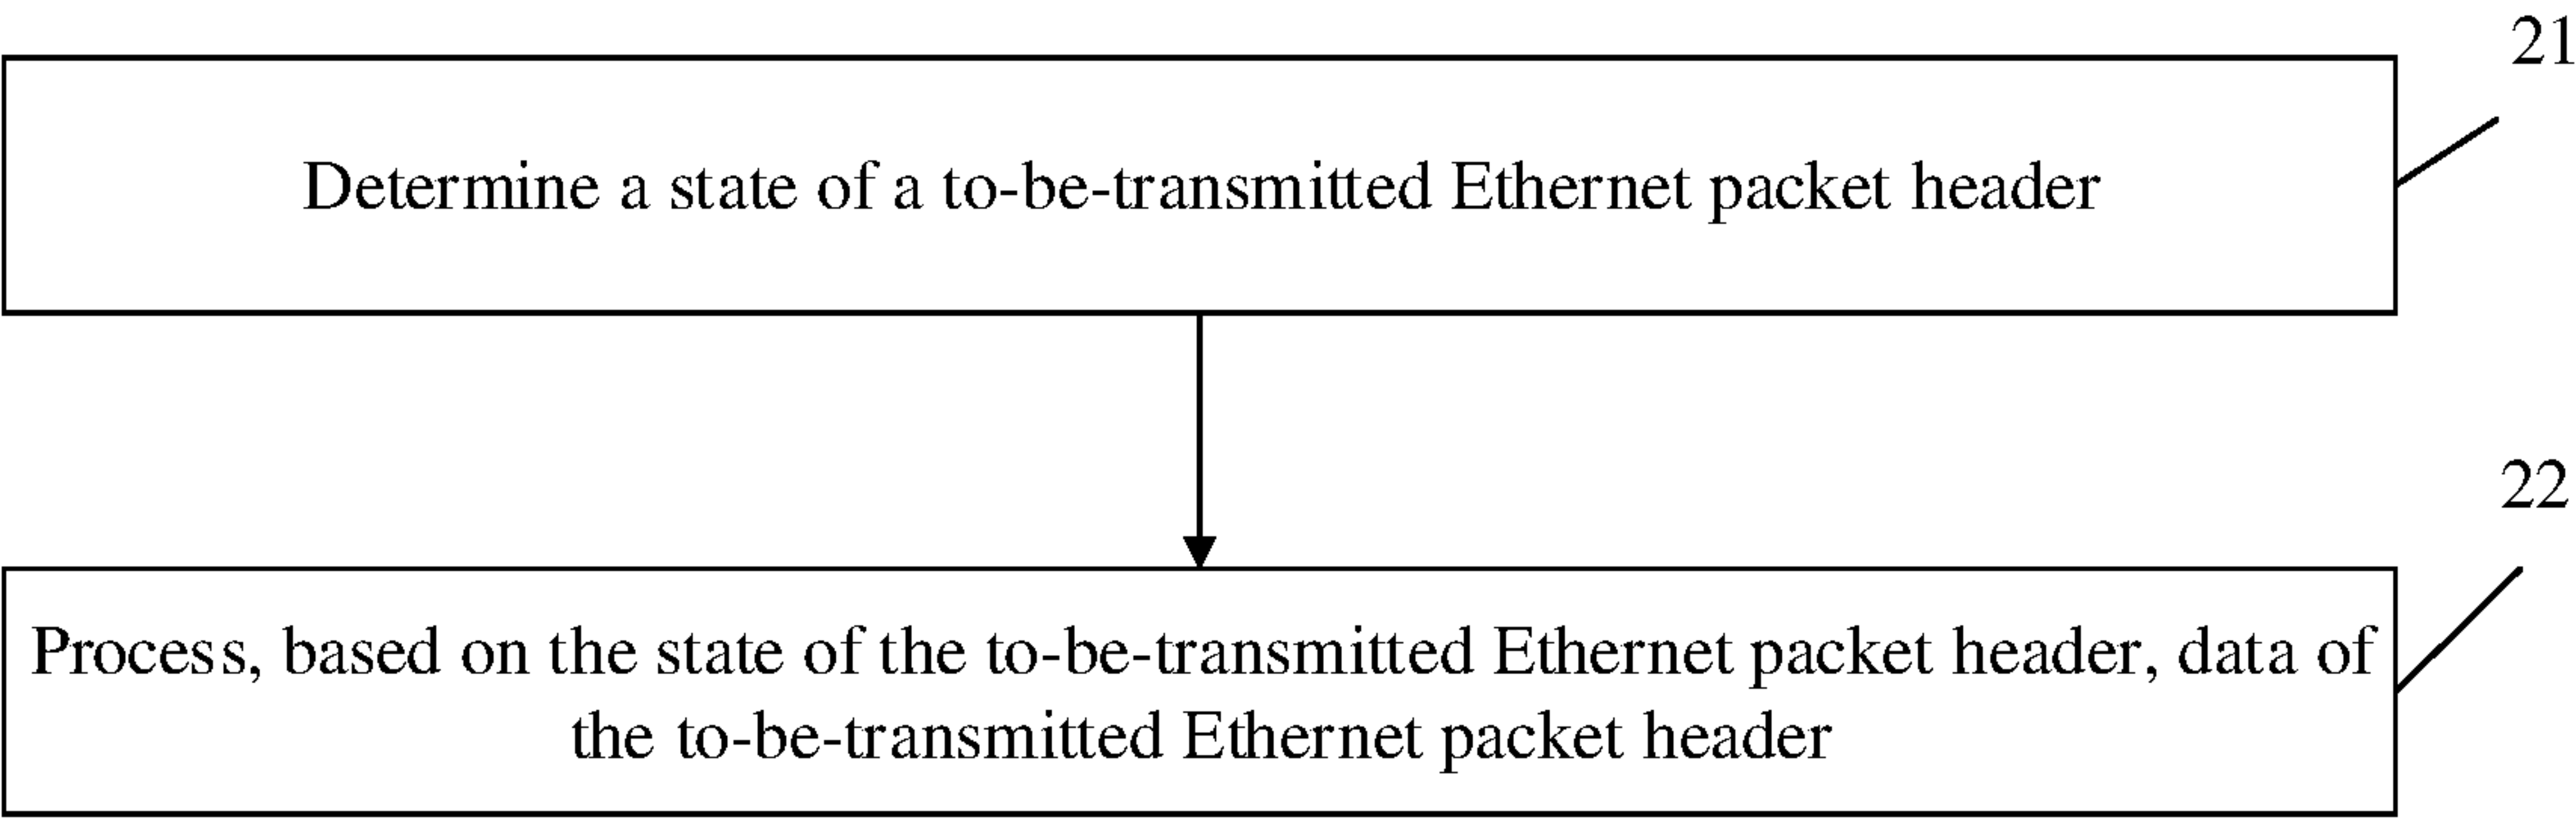 21
Determine a state of a to-be-transmitted Ethernet packet header
22
Process, based on the state of the to-be-transmitted Ethernet packet header, data of
the to-be-transmitted Ethernet packet header